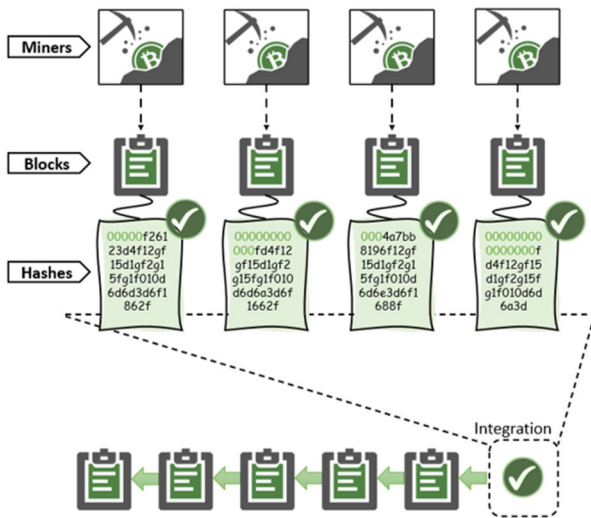 Miners
Blocks
Hashes
00000f261
23d4f12gf
15d1gf2g1
5fg1f010d
6d6d3d6f1
862f
00000000
000fd4f12
gf15d1gf2
g15fg1f010
d6d6a3d6f
1662f
0004a7bb
8196f12gf
15d1gf2g1
5fg1f010d
6d6e3d6f1
688f
00000000
0000000f
d4f12gf15
d1gf2g15f
g1f010d6d
6a3d
Integration